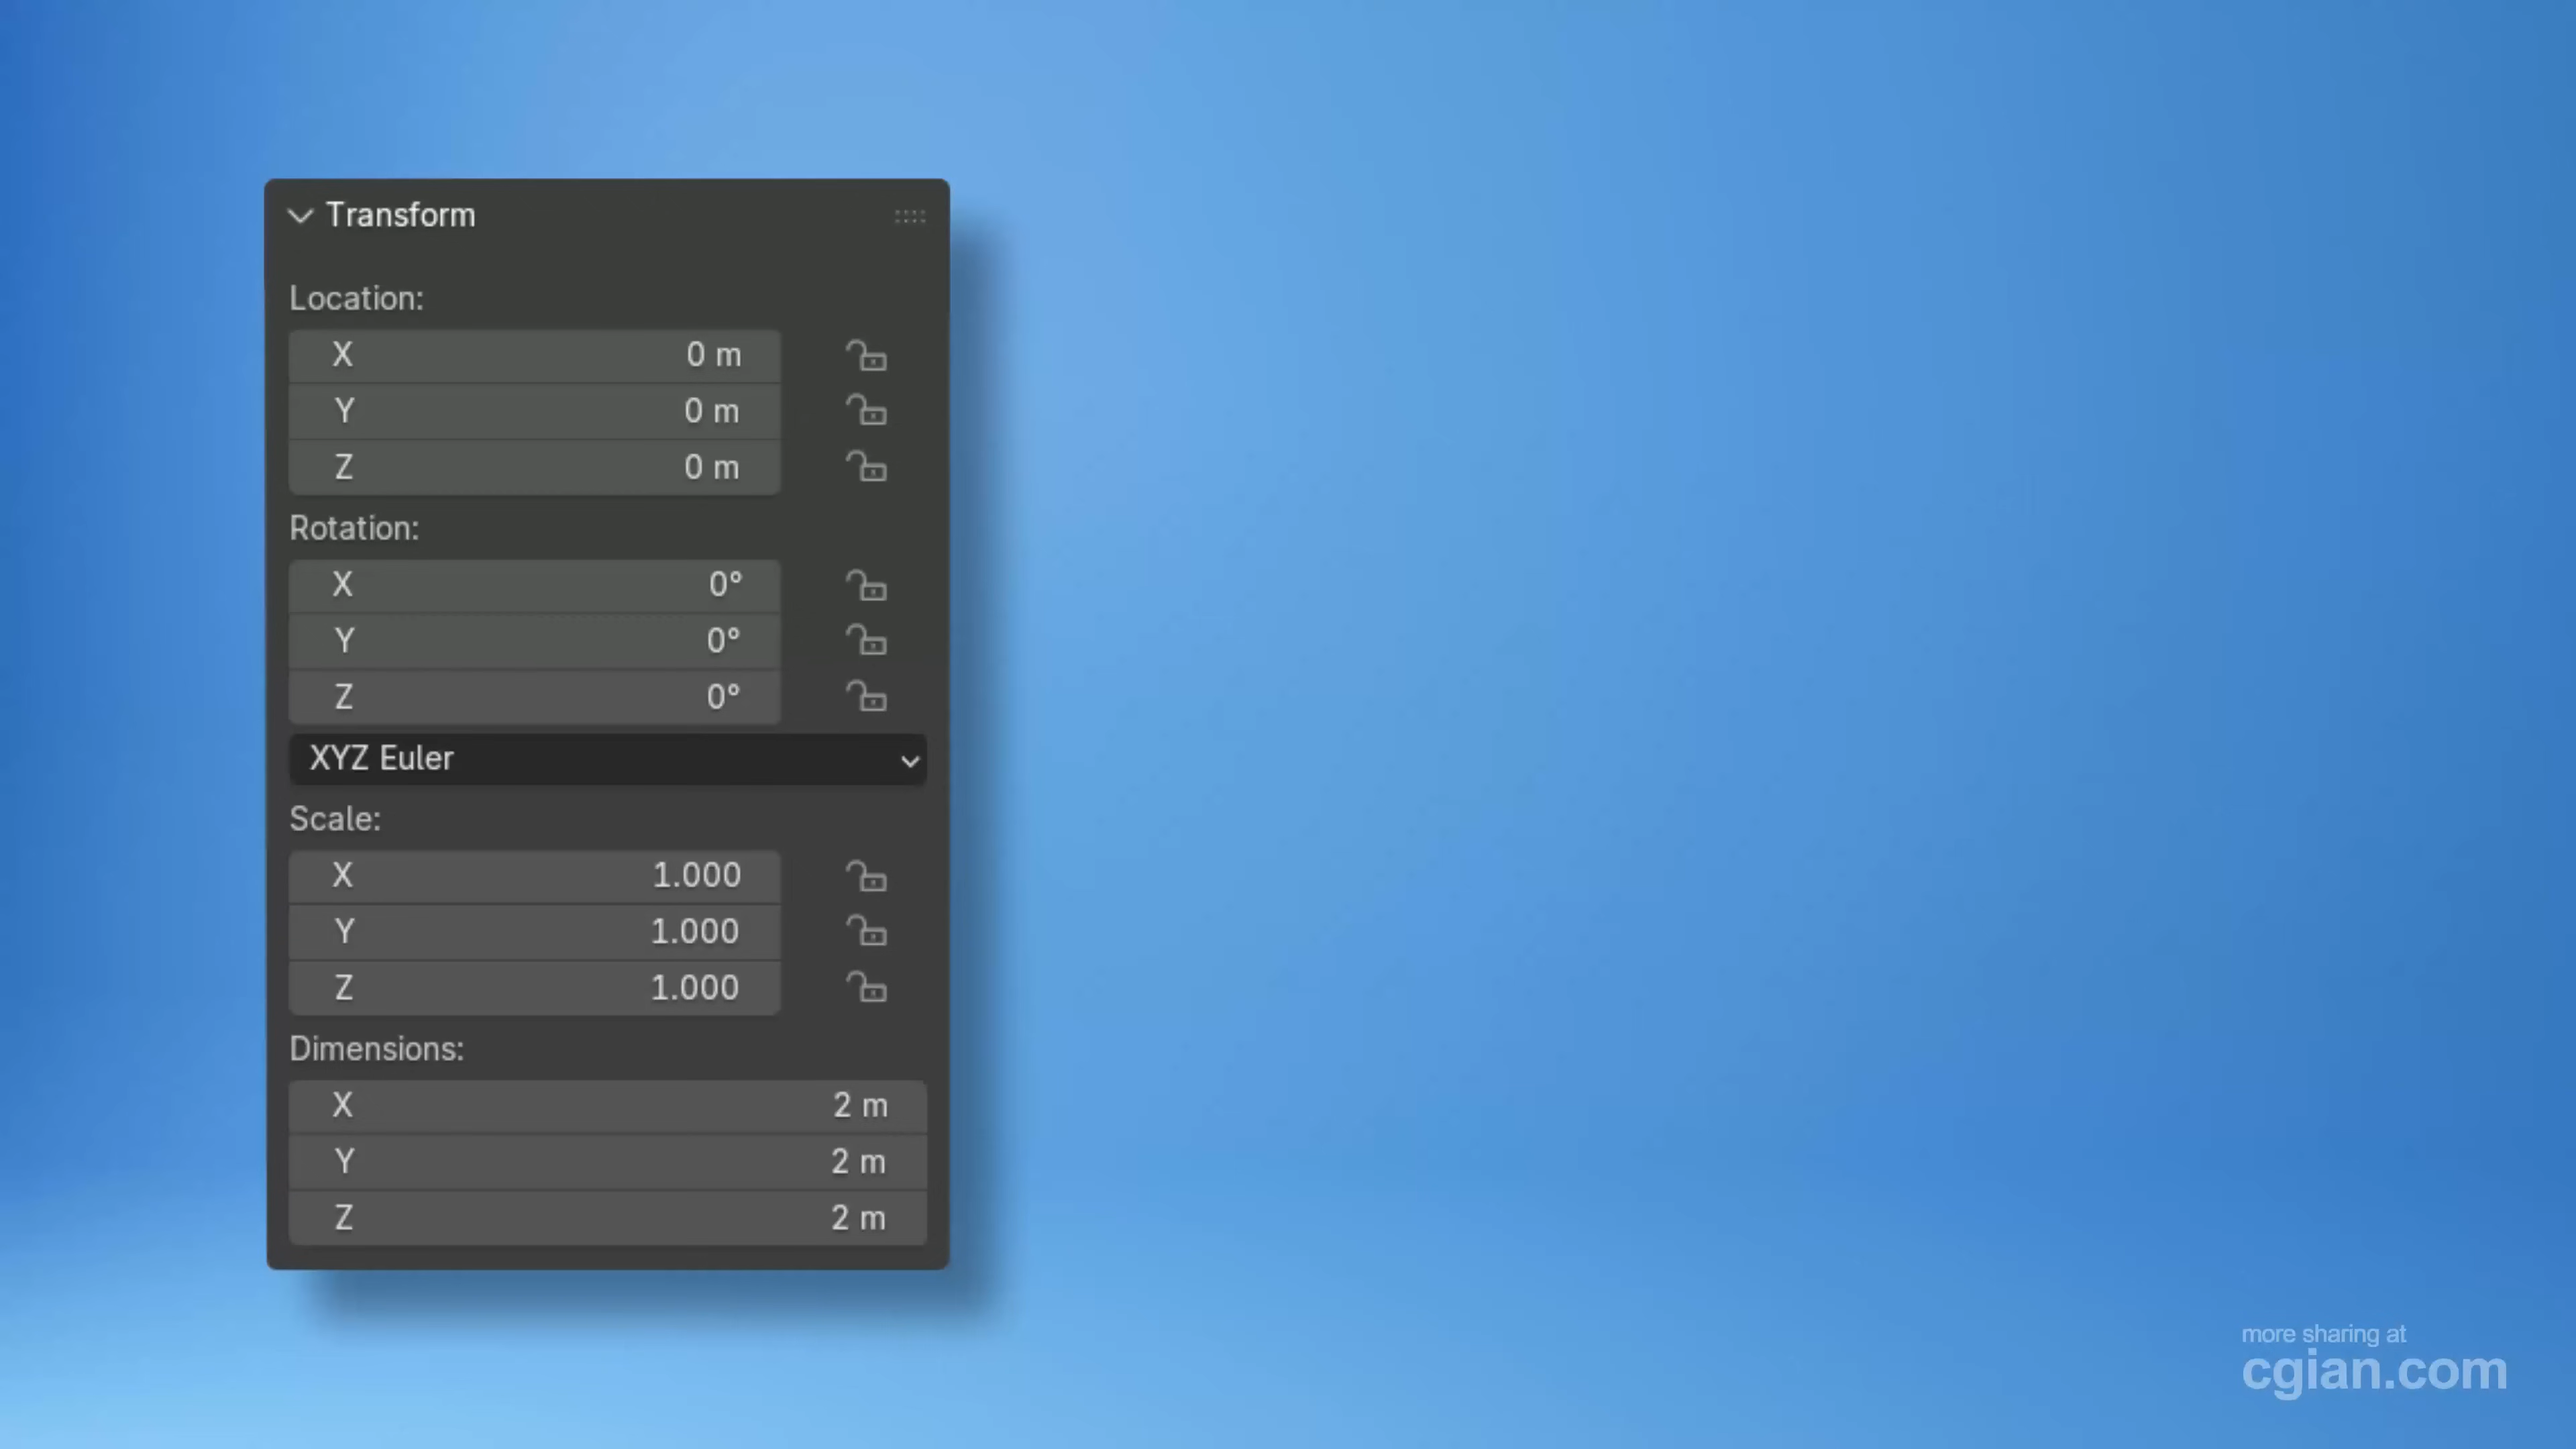 Transform
Location:
X 0 m
Y 0 m
Z 0 m
Rotation:
X 0°
Y 0°
Z 0°
XYZ Euler
Scale:
X 1.000
Y 1.000
Z 1.000
Dimensions:
X 2 m
Y 2 m
Z 2 m
more sharing at
cgian.com